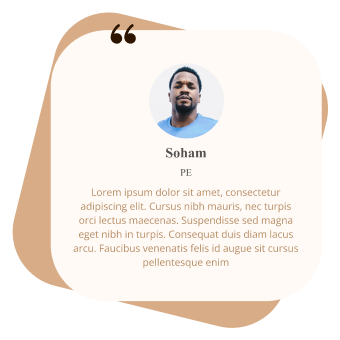 “
Soham
PE
Lorem ipsum dolor sit amet, consectetur
adipiscing elit. Cursus nibh mauris, nec turpis
orci lectus maecenas. Suspendisse sed magna
eget nibh in turpis. Consequat duis diam lacus
arcu. Faucibus venenatis felis id augue sit cursus
pellentesque enim